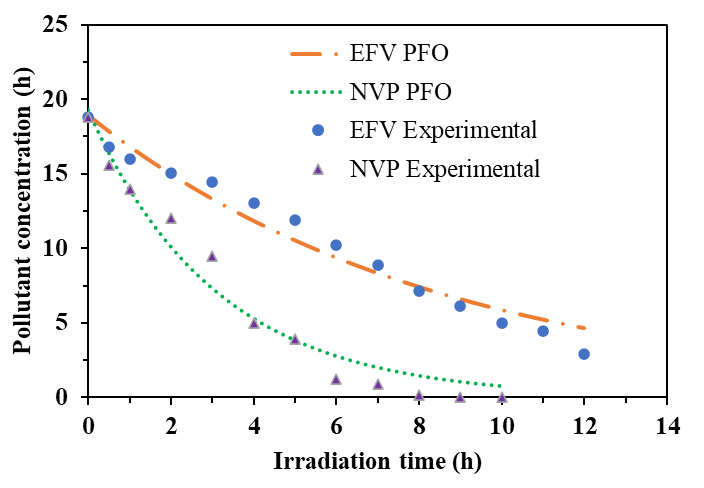 25
20
15
10
5
0
Pollutant concentration (h)
EFV PFO
NVP PFO
EFV Experimental
NVP Experimental
0 2 4 6 8 10 12 14
Irradiation time (h)